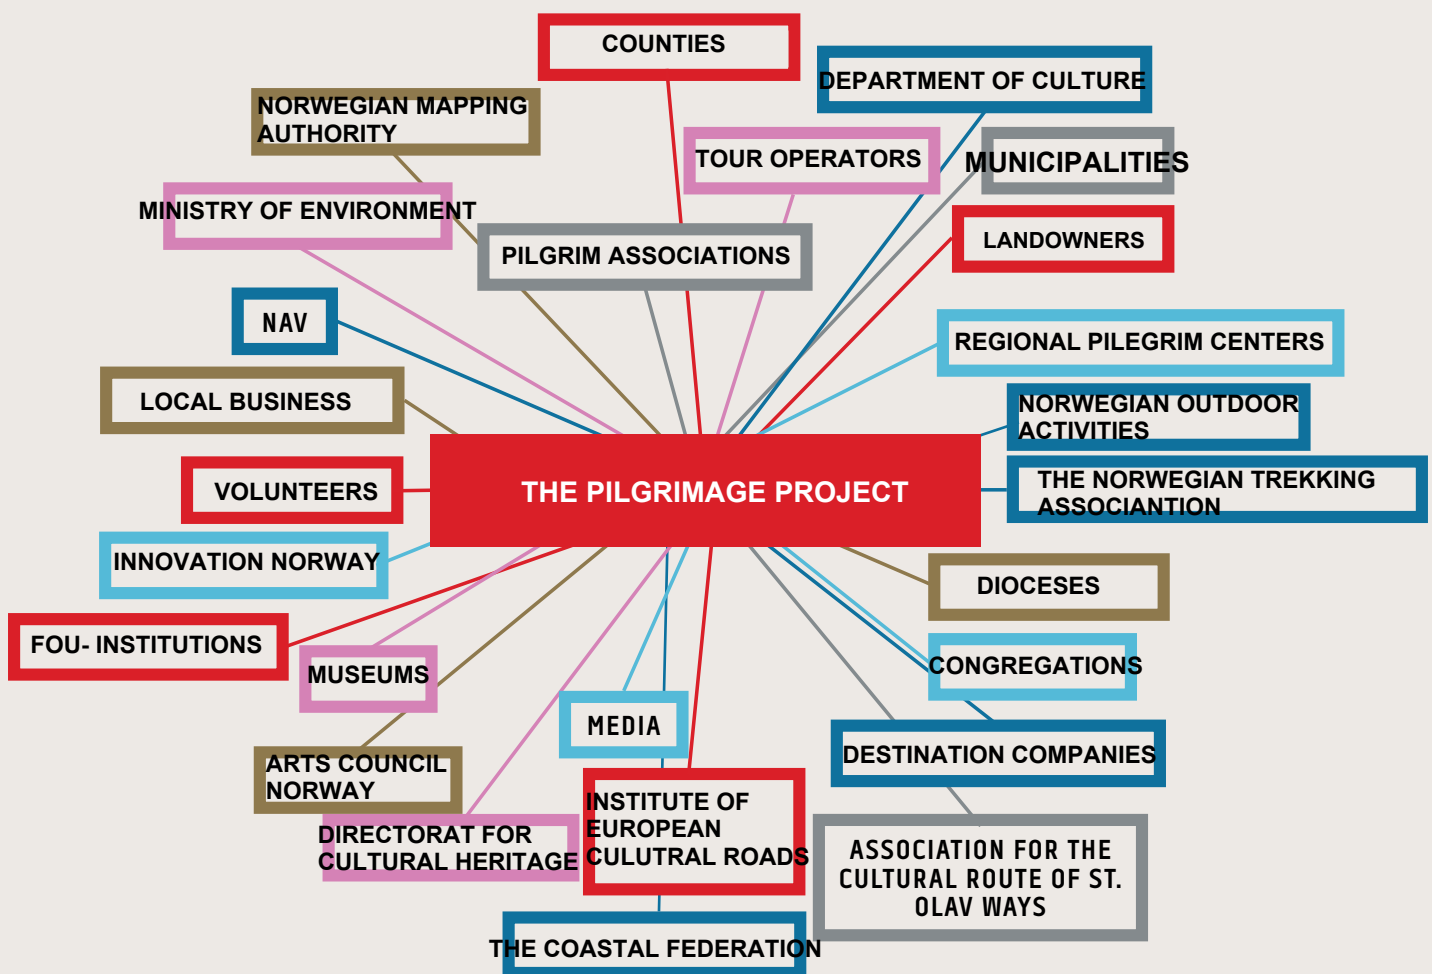 COUNTIES
DEPARTMENT OF CULTURE
NORWEGIAN MAPPING
AUTHORITY
TOUR OPERATORS
MUNICIPALITIES
MINISTRY OF ENVIRONMENT
LANDOWNERS
PILGRIM ASSOCIATIONS
NAV
REGIONAL PILEGRIM CENTERS
LOCAL BUSINESS
NORWEGIAN OUTDOOR
ACTIVITIES
VOLUNTEERS
THE PILGRIMAGE PROJECT
THE NORWEGIAN TREKKING
ASSOCIANTION
INNOVATION NORWAY
DIOCESES
FOU- INSTITUTIONS
MUSEUMS
CONGREGATIONS
MEDIA
DESTINATION COMPANIES
ARTS COUNCIL
NORWAY
DIRECTORAT FOR
CULTURAL HERITAGE
INSTITUTE OF
EUROPEAN
CULUTRAL ROADS
ASSOCIATION FOR THE
CULTURAL ROUTE OF ST.
OLAV WAYS
THE COASTAL FEDERATION